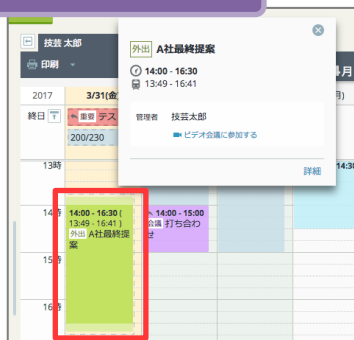 技芸 太郎
印刷
外出 A社最終提案
14:00 - 16:30
13:49 - 16:41
管理者 技芸太郎
ビデオ会議に参加する
詳細
月
2017 3/31(金)
月)
終日 重要 テス
200/230
13時
14:30
14時
14:00 - 16:30 (
13:49 - 16:41 )
外出 A社最終提
案
14:00 - 15:00
会議 打ち合わ
せ
15時
16時